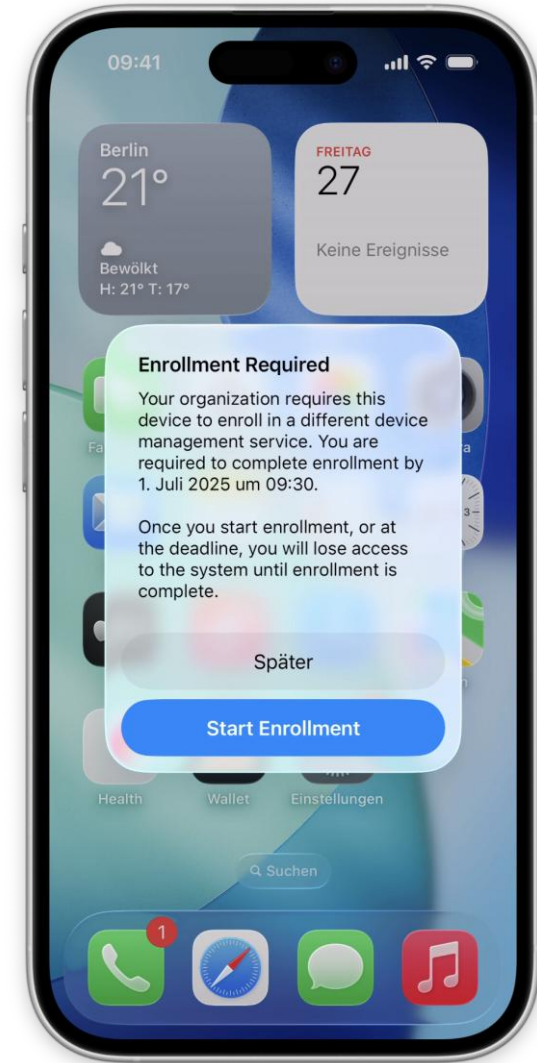 09:41
Berlin
21°
Bewölkt
H: 21° T: 17°
FREITAG
27
Keine Ereignisse
Enrollment Required
Your organization requires this
device to enroll in a different device
management service. You are
required to complete enrollment by
1. Juli 2025 um 09:30.
Once you start enrollment, or at
the deadline, you will lose access
to the system until enrollment is
complete.
Später
Start Enrollment
Health
Wallet
Einstellungen
Suchen
1